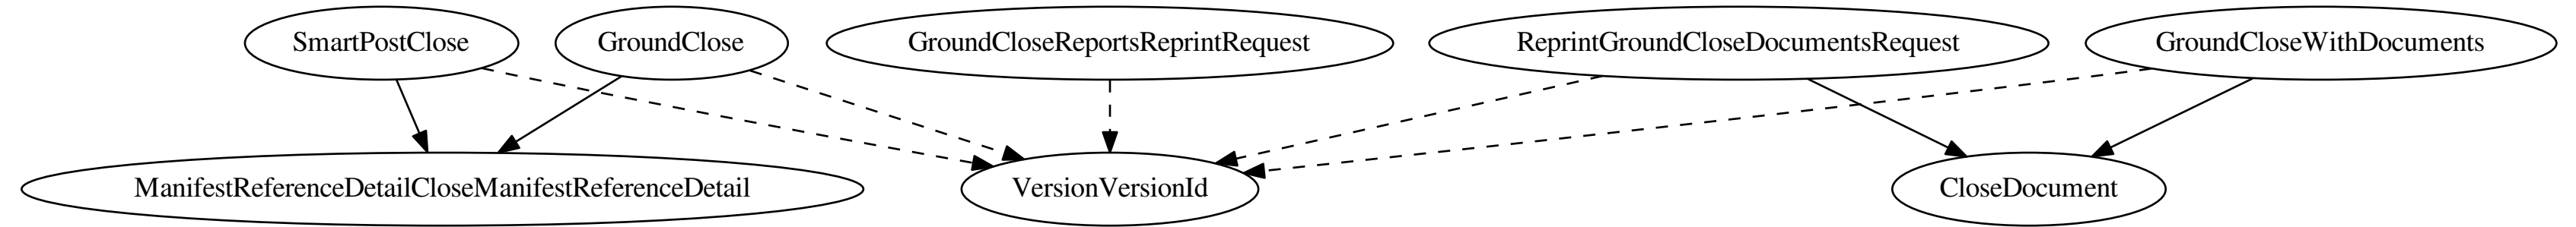 SmartPostClose
GroundClose
GroundCloseReportsReprintRequest
ReprintGroundCloseDocumentsRequest
GroundCloseWithDocuments
ManifestReferenceDetailCloseManifestReferenceDetail
VersionVersionId
CloseDocument